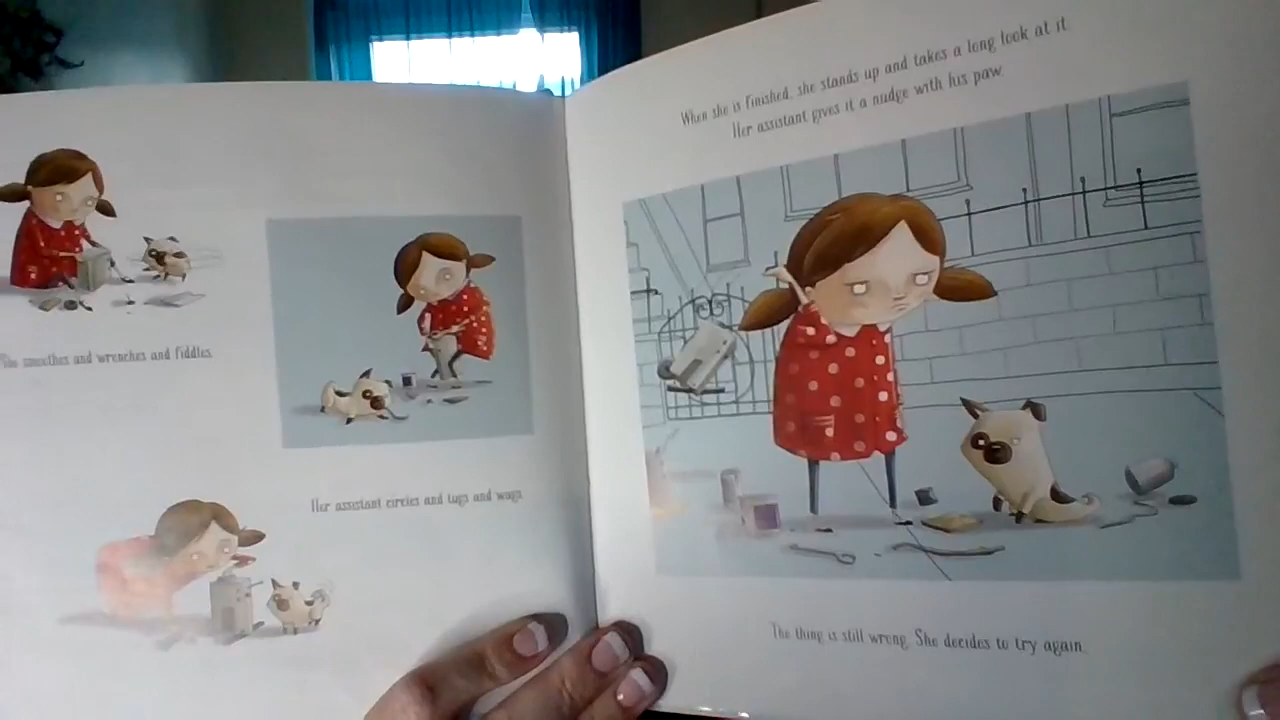 She smoothes and wrenches and fiddles.
Her assistant circles and tugs and wags.
When she is finished, she stands up and takes a long look at it.
Her assistant gives it a nudge with his paw.
The thing is still wrong. She decides to try again.